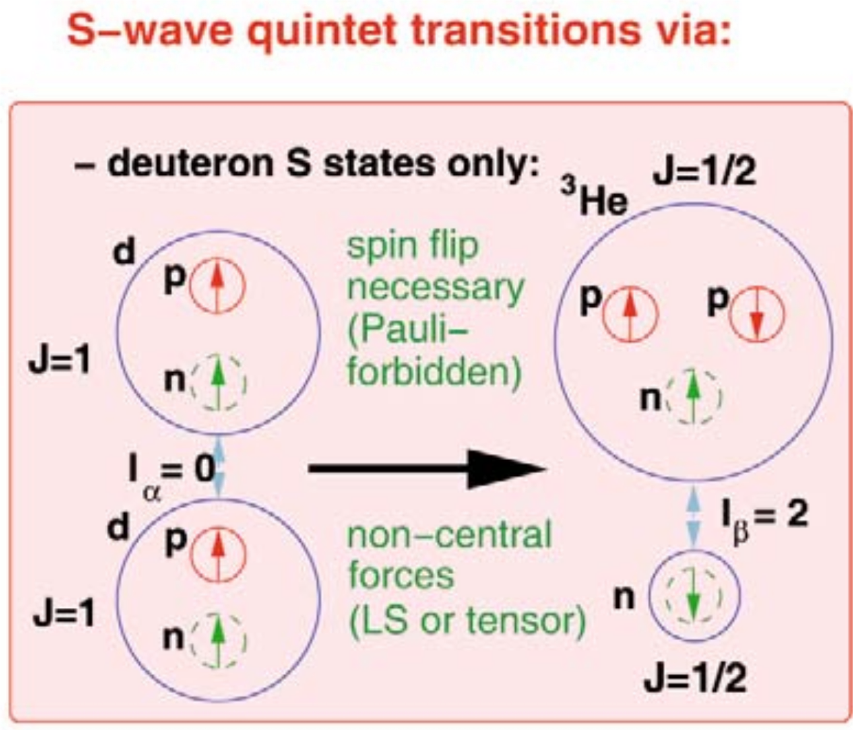 S–wave quintet transitions via:
– deuteron S states only:
J=1/2
³He
d
p
n
J=1
spin flip
necessary
(Pauli–
forbidden)
p
p
n
l_α = 0
l_β = 2
d
p
n
J=1
non–central
forces
(LS or tensor)
n
J=1/2